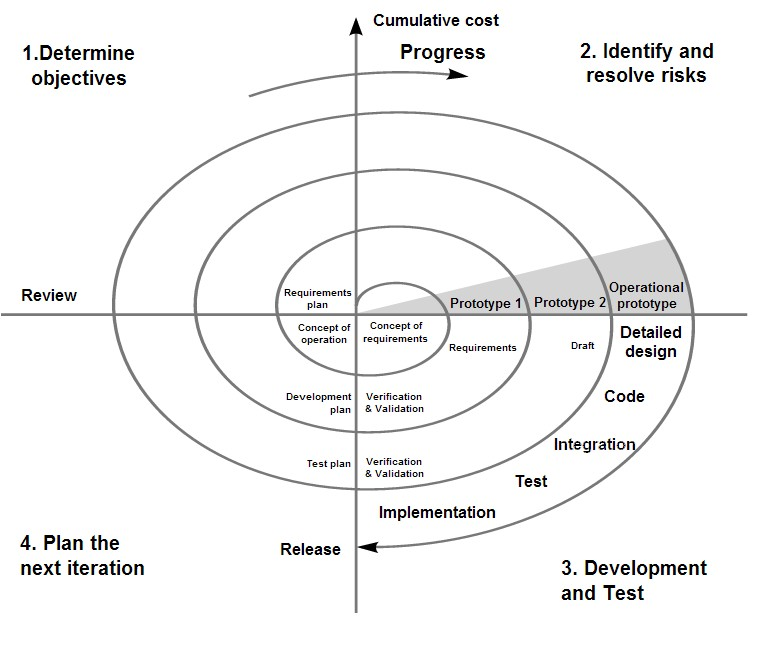 Cumulative cost
1.Determine
objectives
Progress
2. Identify and
resolve risks
Review
Requirements
plan
Prototype 1
Prototype 2
Operational
prototype
Concept of
operation
Concept of
requirements
Requirements
Draft
Detailed
design
Development
plan
Verification
& Validation
Code
Integration
Test plan
Verification
& Validation
Test
Implementation
Release
4. Plan the
next iteration
3. Development
and Test